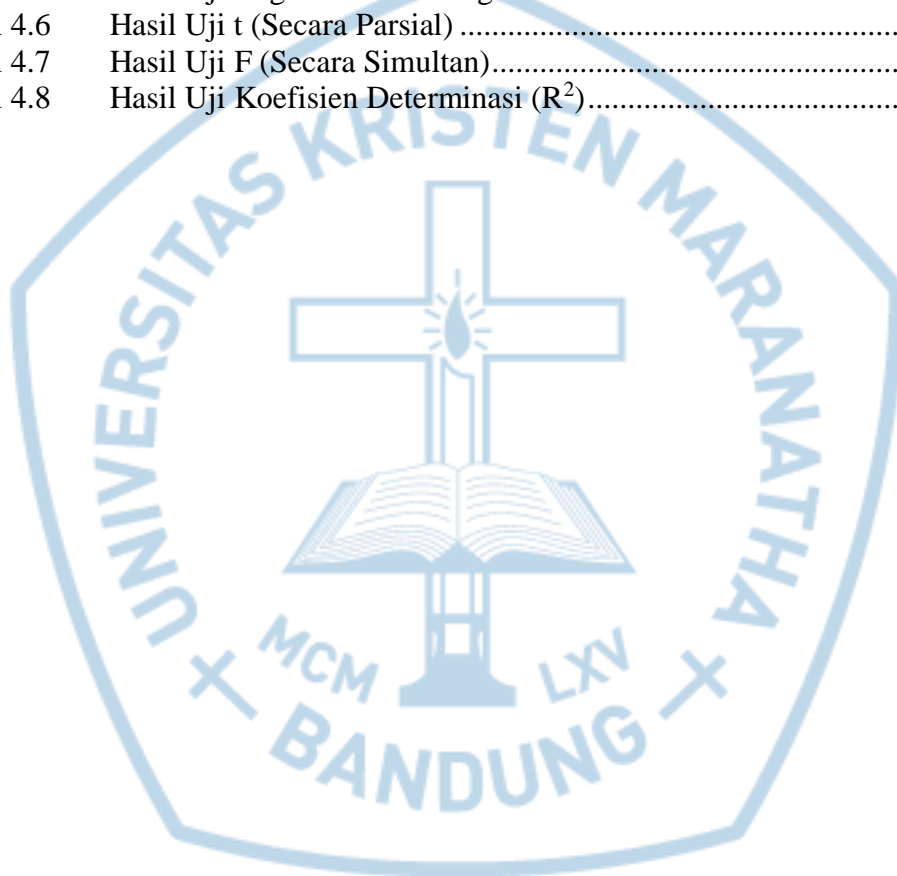 4.6 Hasil Uji t (Secara Parsial) ........................................................
4.7 Hasil Uji F (Secara Simultan)....................................................
4.8 Hasil Uji Koefisien Determinasi (R²)........................................
UNIVERSITAS KRISTEN MARANATHA
MCM LXV
BANDUNG